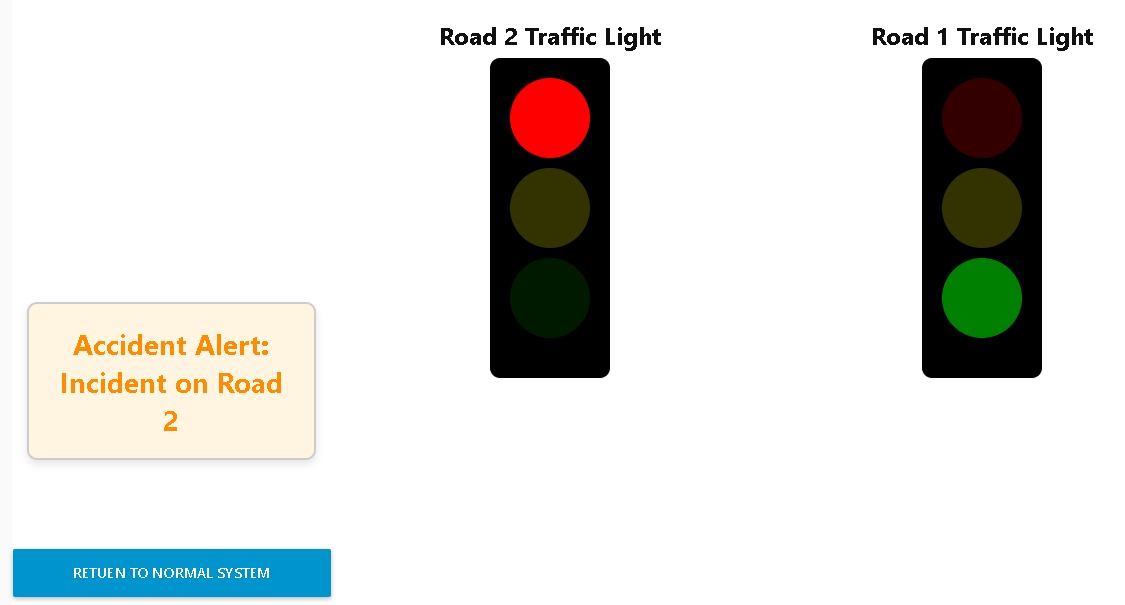 Road 2 Traffic Light
Road 1 Traffic Light
Accident Alert:
Incident on Road
2
RETUEN TO NORMAL SYSTEM